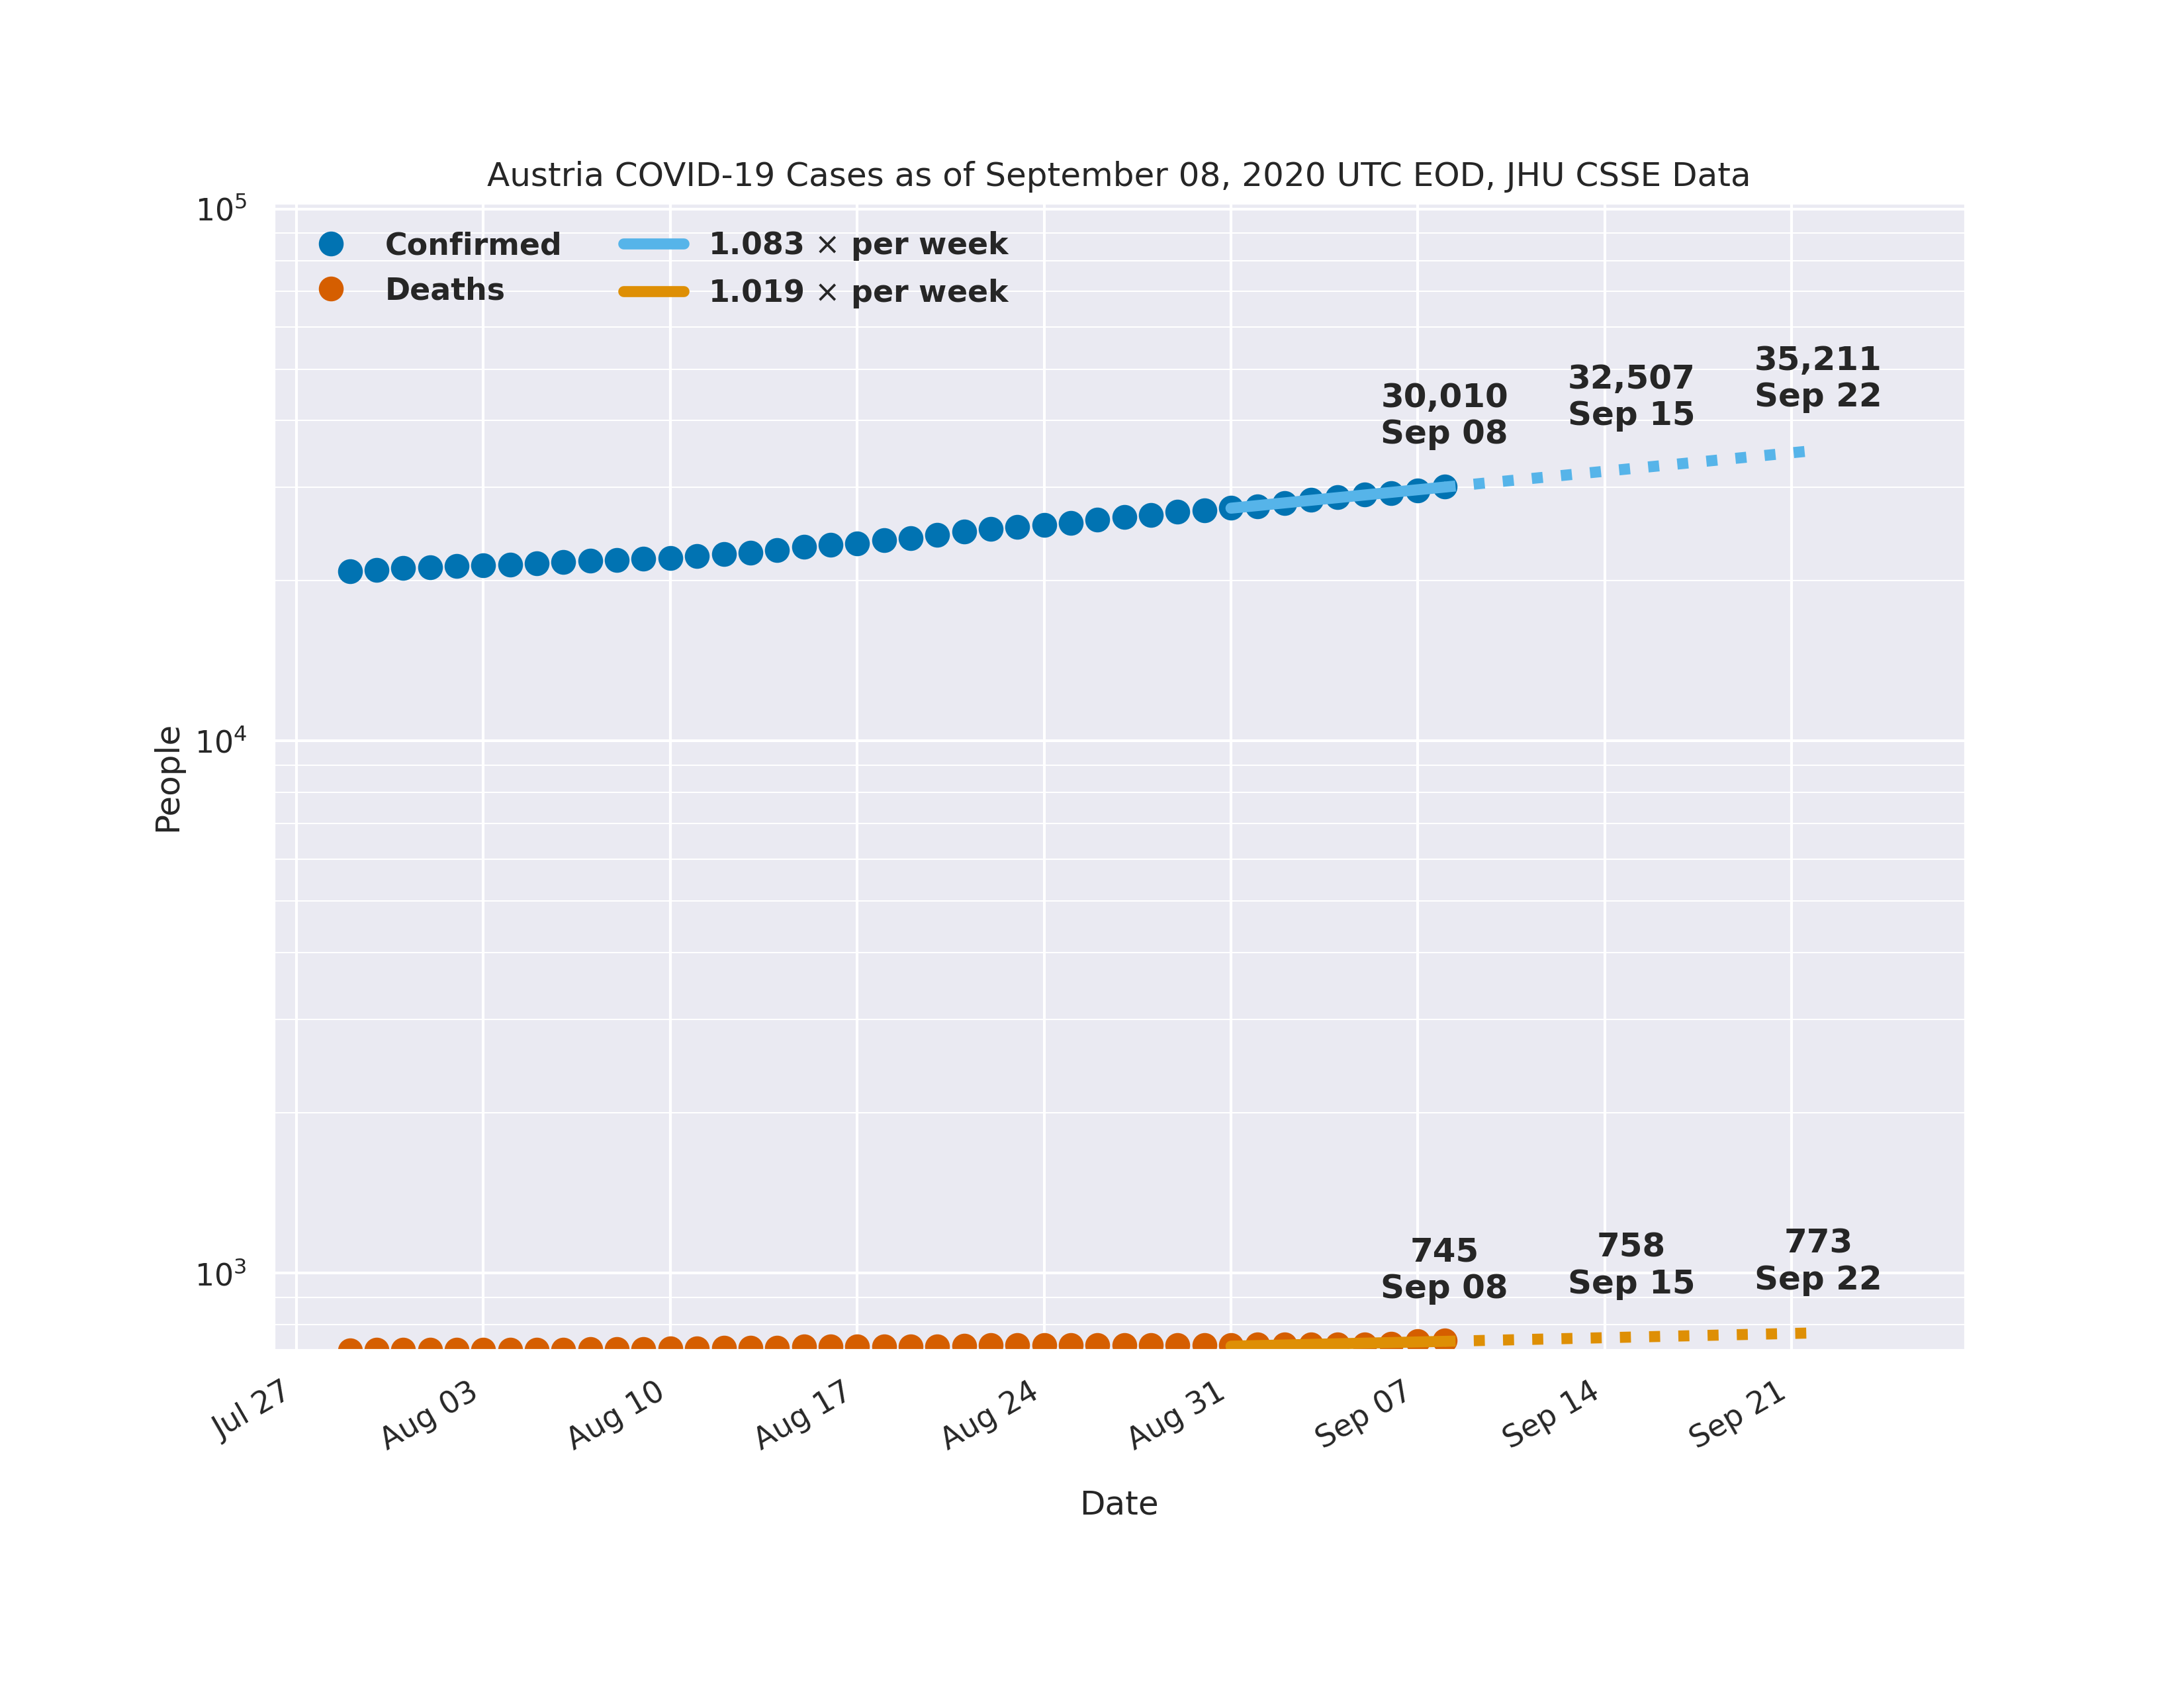 Austria COVID-19 Cases as of September 08, 2020 UTC EOD, JHU CSSE Data
10⁵
Confirmed
Deaths
1.083 × per week
1.019 × per week
30,010
Sep 08
32,507
Sep 15
35,211
Sep 22
People
10⁴
10³
745
Sep 08
758
Sep 15
773
Sep 22
Jul 27
Aug 03
Aug 10
Aug 17
Aug 24
Aug 31
Sep 07
Sep 14
Sep 21
Date